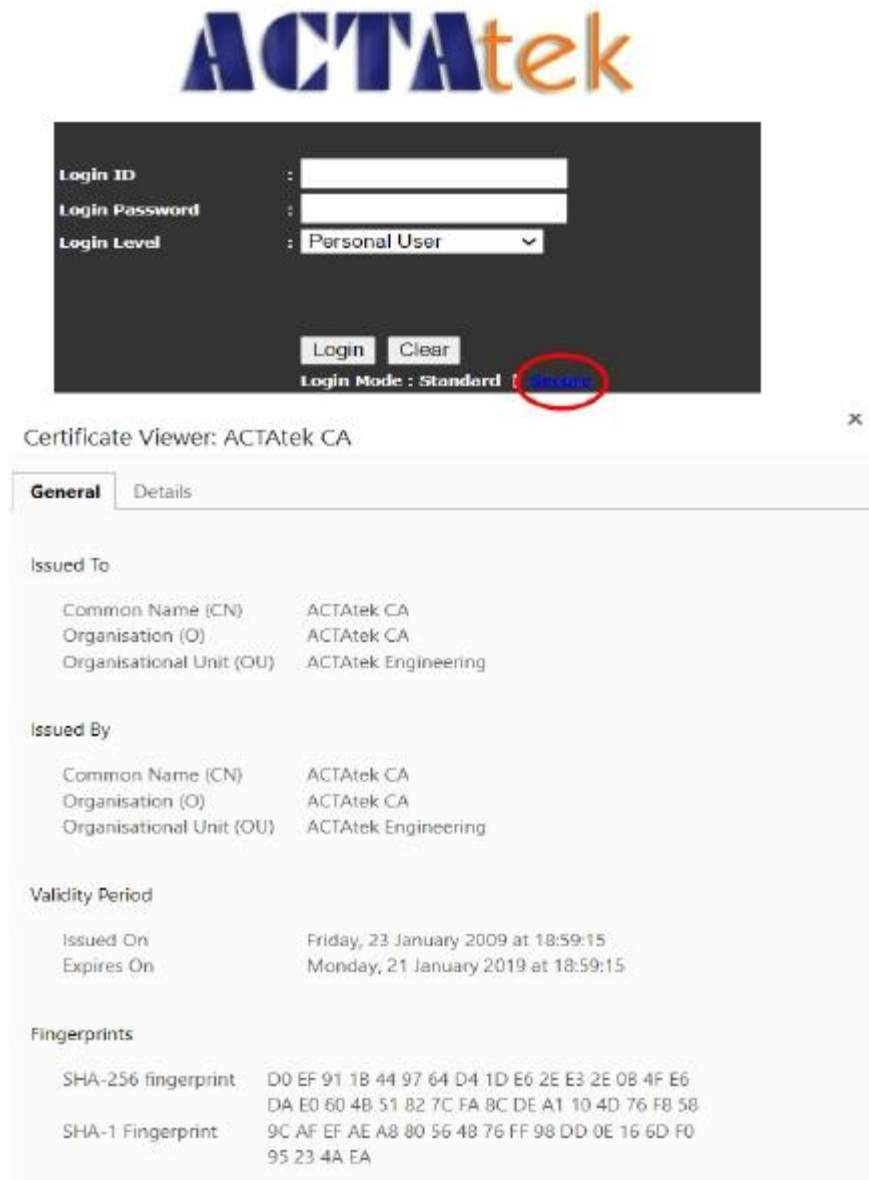 ACTAtek
Login ID :
Login Password :
Login Level : Personal User
Login Clear
Login Mode : Standard [ Secure
×
Certificate Viewer: ACTAtek CA
General Details
Issued To
Common Name (CN) ACTAtek CA
Organisation (O) ACTAtek CA
Organisational Unit (OU) ACTAtek Engineering
Issued By
Common Name (CN) ACTAtek CA
Organisation (O) ACTAtek CA
Organisational Unit (OU) ACTAtek Engineering
Validity Period
Issued On Friday, 23 January 2009 at 18:59:15
Expires On Monday, 21 January 2019 at 18:59:15
Fingerprints
SHA-256 fingerprint D0 EF 91 1B 44 97 64 D4 1D E6 2E E3 2E 0B 4F E6
DA E0 60 4B 51 82 7C FA 8C DE A1 10 4D 76 F8 58
SHA-1 Fingerprint 9C AF EF AE A8 80 56 48 76 FF 98 DD 0E 16 6D F0
95 23 4A EA